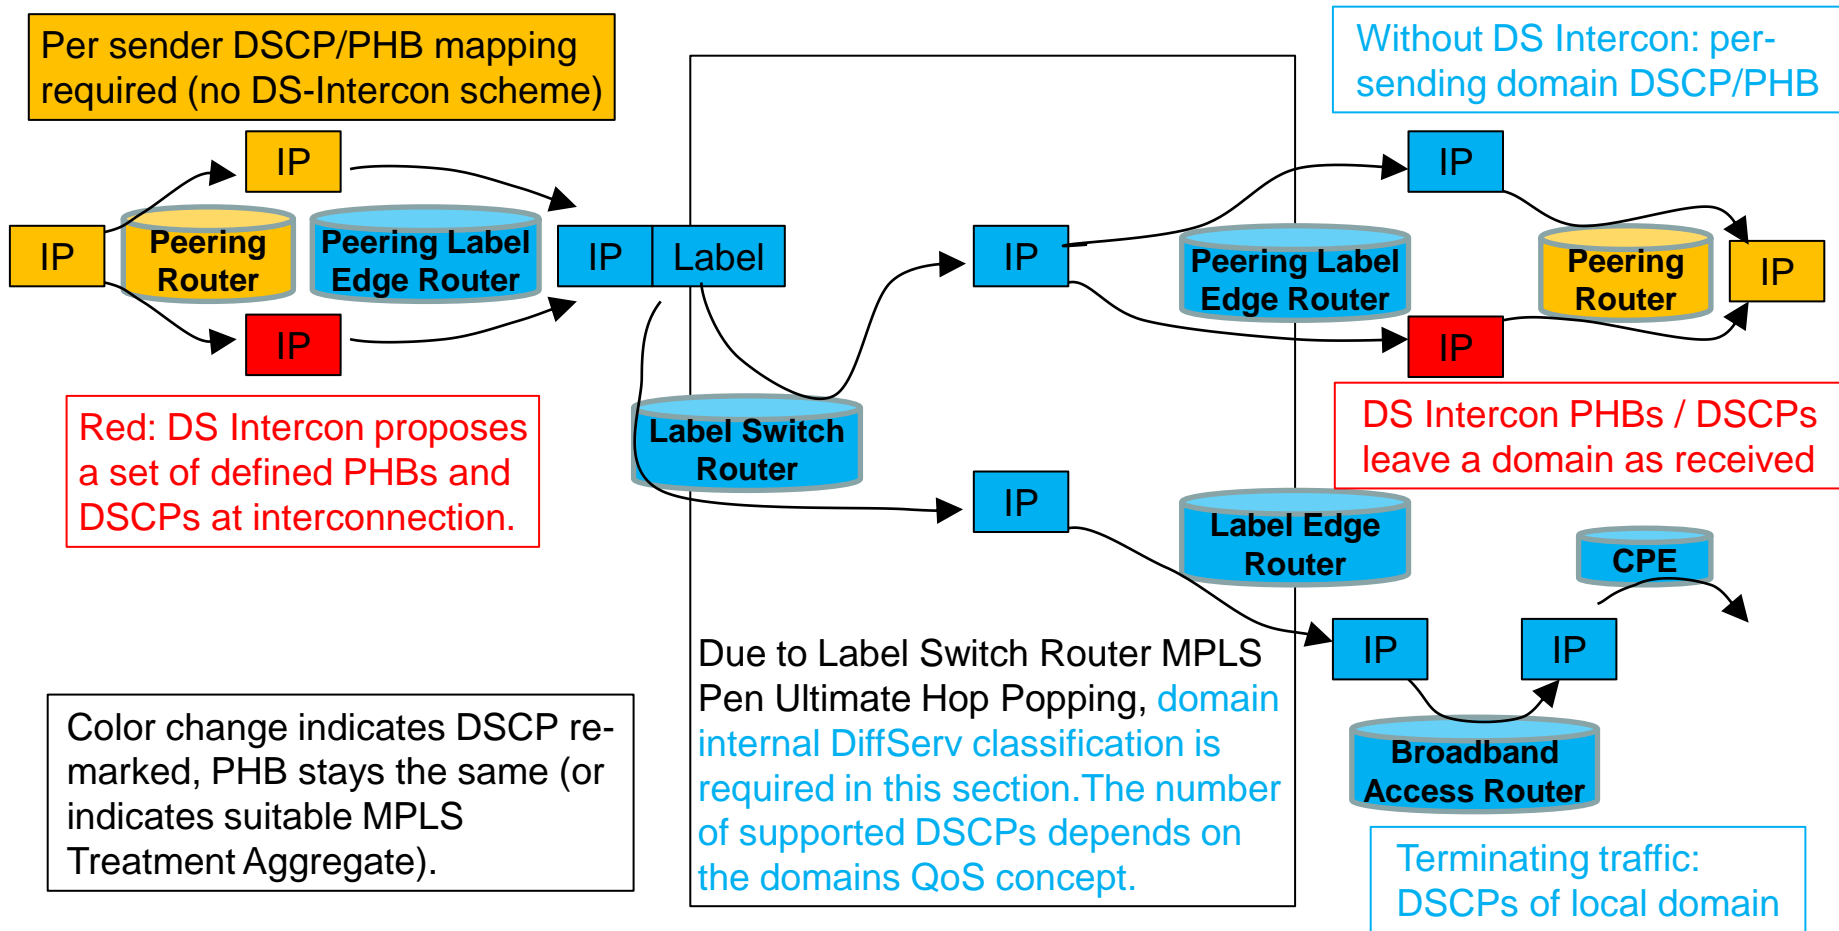 Per sender DSCP/PHB mapping
required (no DS-Intercon scheme)
Without DS Intercon: per-
sending domain DSCP/PHB
IP
IP
IP
Peering
Router
Peering Label
Edge Router
IP
Label
IP
Peering Label
Edge Router
Peering
Router
IP
IP
IP
Red: DS Intercon proposes
a set of defined PHBs and
DSCPs at interconnection.
Label Switch
Router
DS Intercon PHBs / DSCPs
leave a domain as received
IP
Label Edge
Router
CPE
IP
IP
Broadband
Access Router
Due to Label Switch Router MPLS
Pen Ultimate Hop Popping, domain
internal DiffServ classification is
required in this section.The number
of supported DSCPs depends on
the domains QoS concept.
Color change indicates DSCP re-
marked, PHB stays the same (or
indicates suitable MPLS
Treatment Aggregate).
Terminating traffic:
DSCPs of local domain